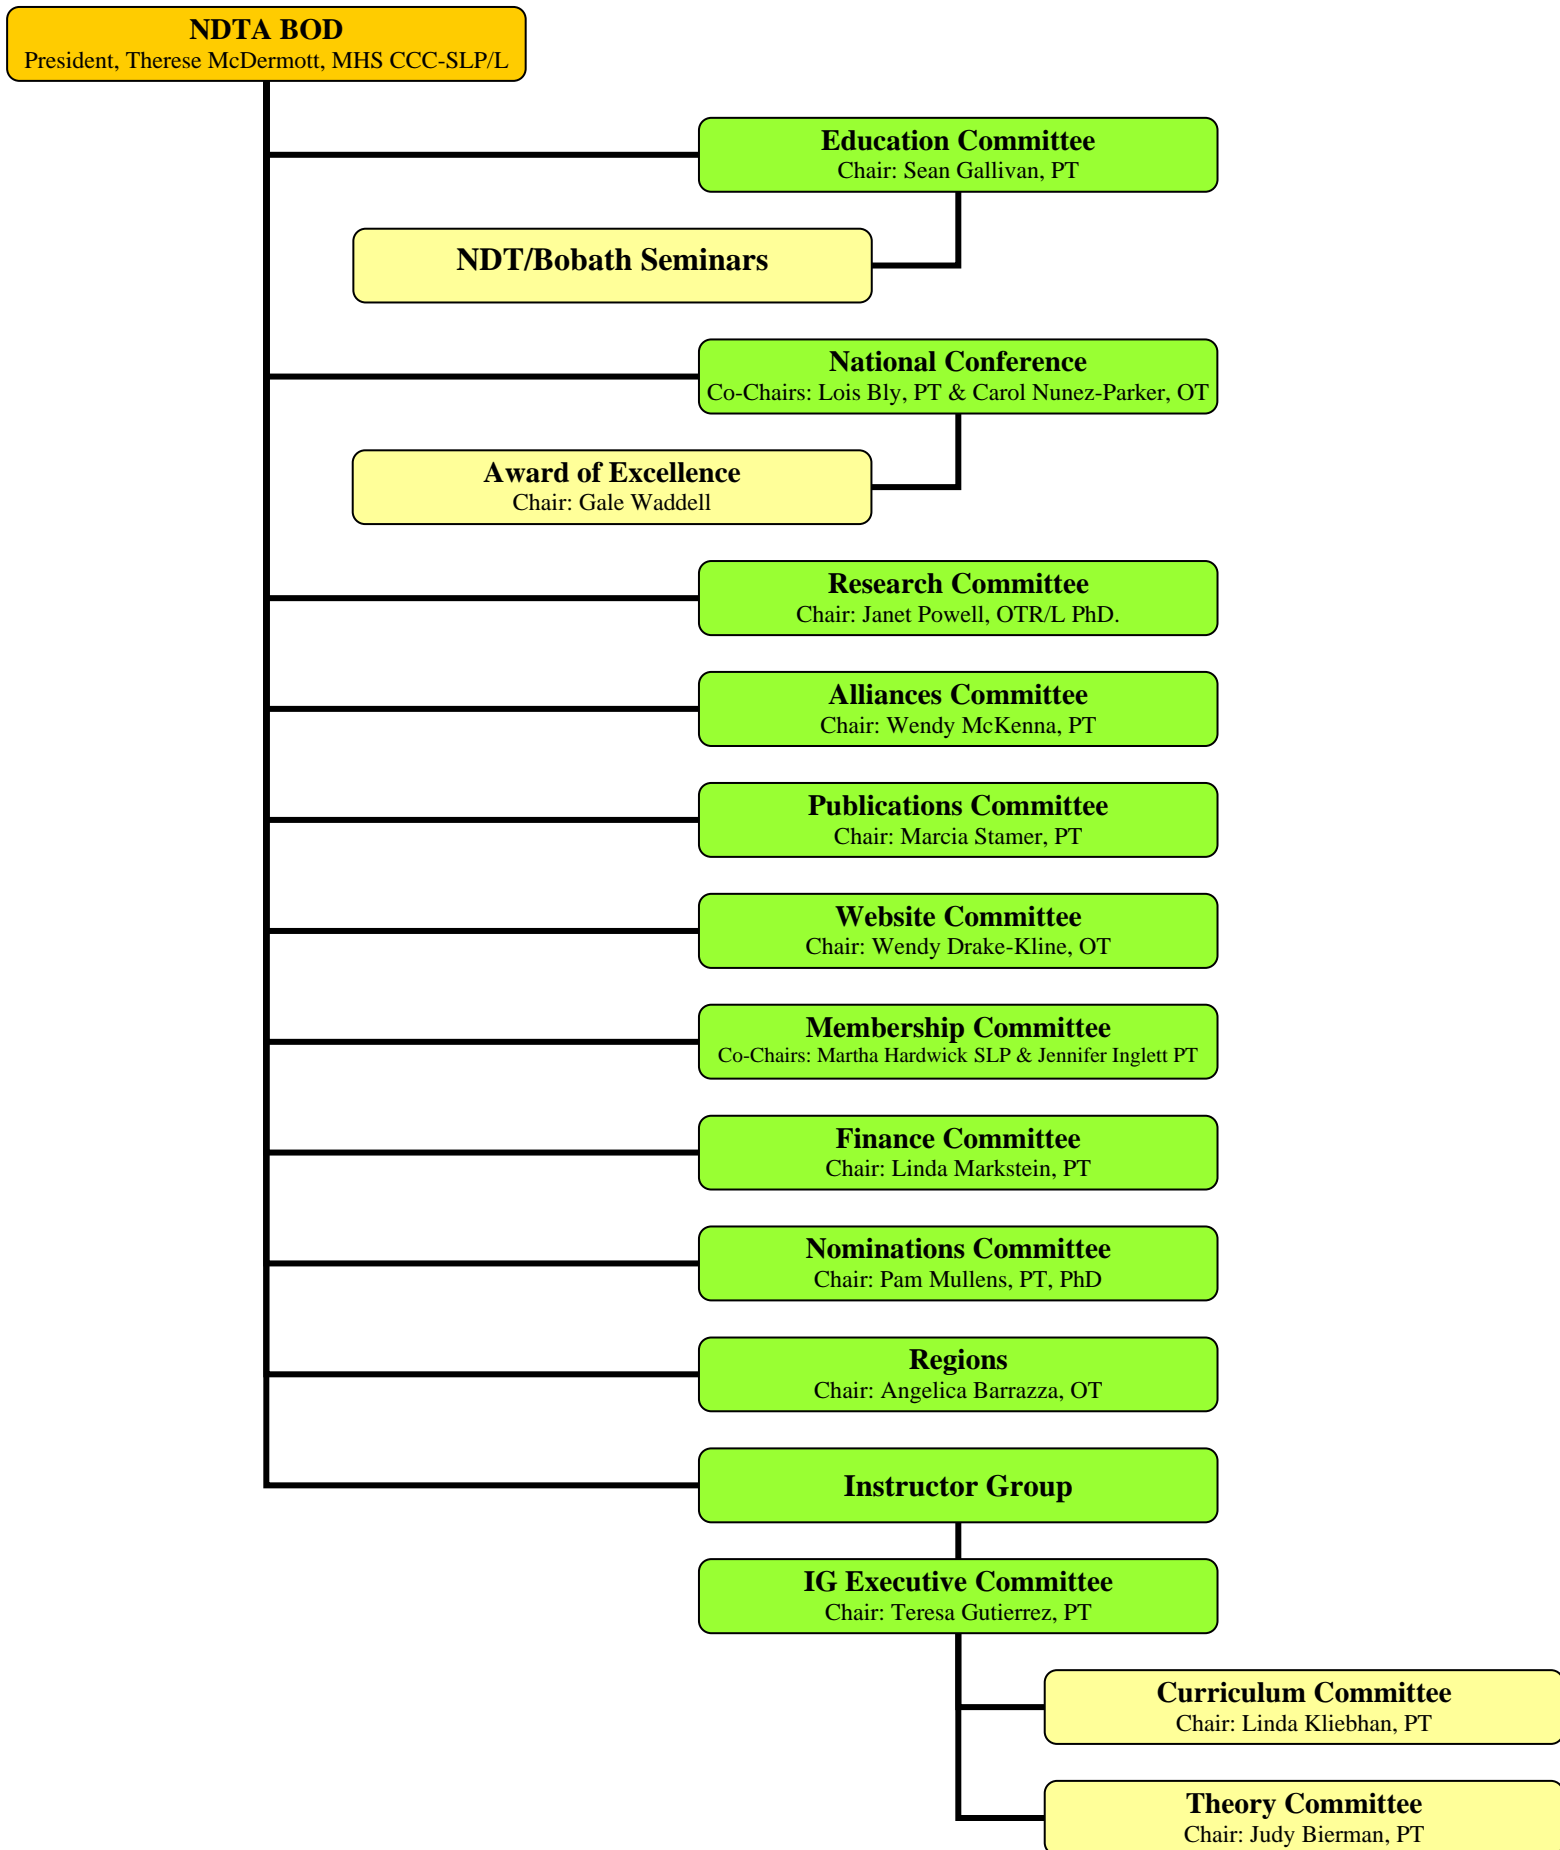 NDTA BOD
President, Therese McDermott, MHS CCC-SLP/L
Education Committee
Chair: Sean Gallivan, PT
NDT/Bobath Seminars
National Conference
Co-Chairs: Lois Bly, PT & Carol Nunez-Parker, OT
Award of Excellence
Chair: Gale Waddell
Research Committee
Chair: Janet Powell, OTR/L PhD.
Alliances Committee
Chair: Wendy McKenna, PT
Publications Committee
Chair: Marcia Stamer, PT
Website Committee
Chair: Wendy Drake-Kline, OT
Membership Committee
Co-Chairs: Martha Hardwick SLP & Jennifer Inglett PT
Finance Committee
Chair: Linda Markstein, PT
Nominations Committee
Chair: Pam Mullens, PT, PhD
Regions
Chair: Angelica Barrazza, OT
Instructor Group
IG Executive Committee
Chair: Teresa Gutierrez, PT
Curriculum Committee
Chair: Linda Kliebhan, PT
Theory Committee
Chair: Judy Bierman, PT